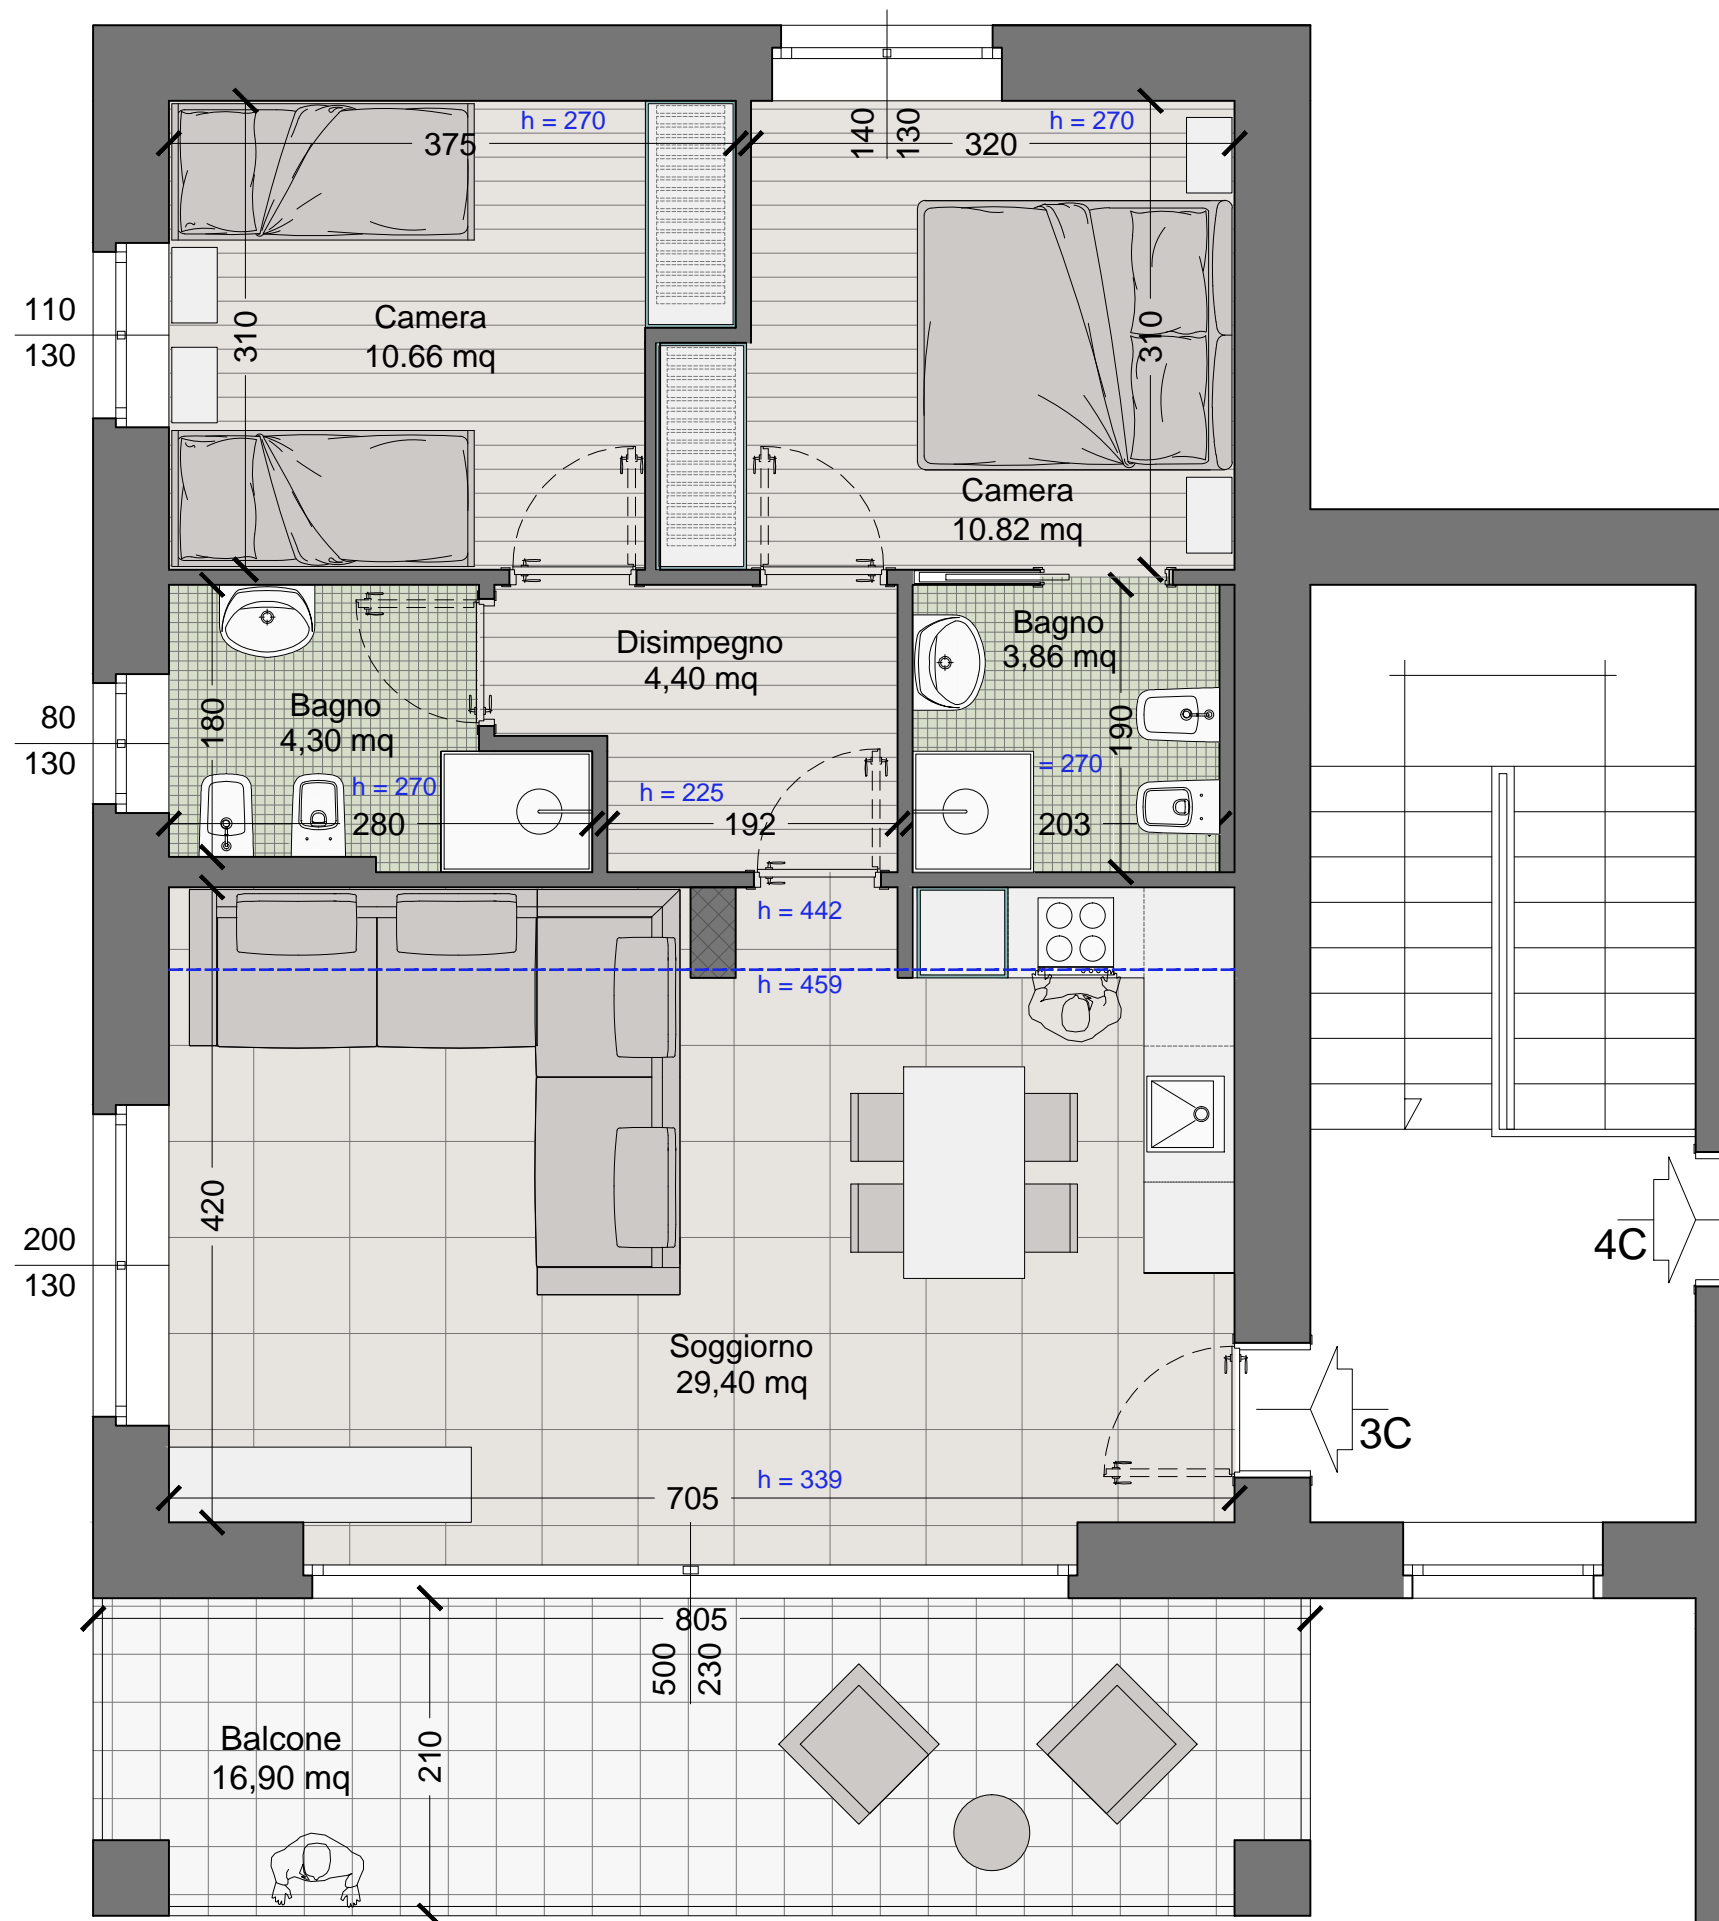 h = 270
h = 270
375
140
130
320
110
130
310
Camera
10.66 mq
310
Camera
10.82 mq
Bagno
3,86 mq
Disimpegno
4,40 mq
80
130
180
Bagno
4,30 mq
190
h = 270
h = 225
= 270
280
192
203
h = 442
h = 459
420
200
130
4C
Soggiorno
29,40 mq
3C
h = 339
705
805
500
230
Balcone
16,90 mq
210